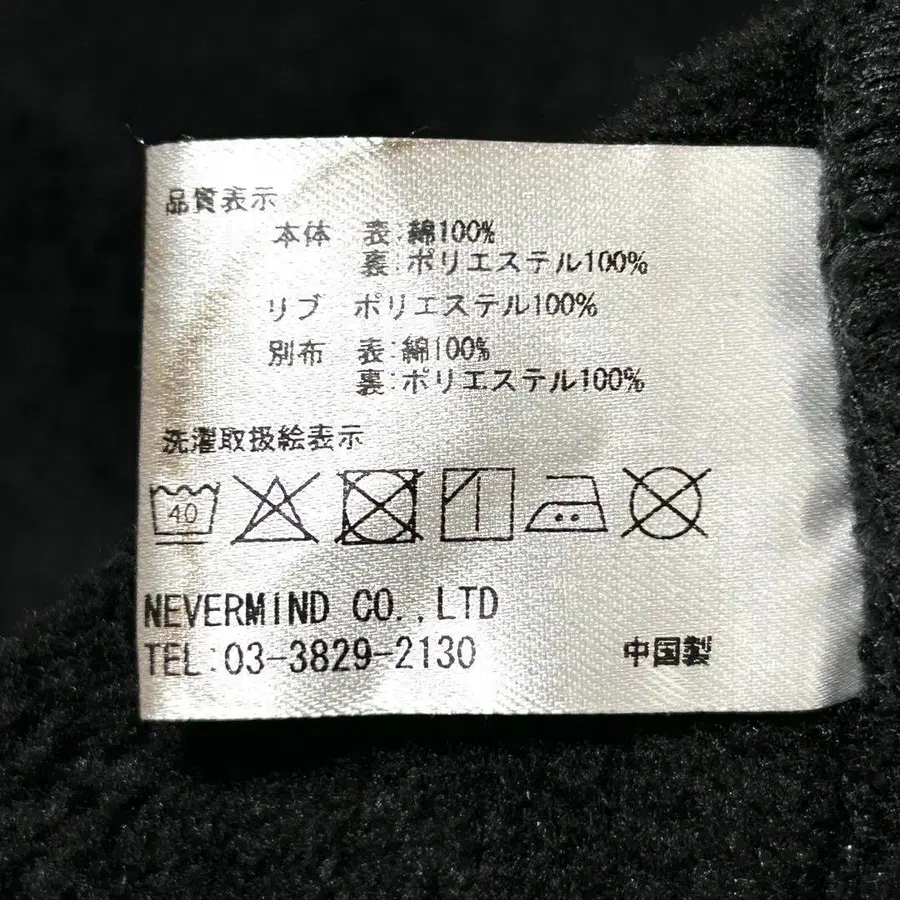 品質表示
本体 表:綿100%
裏:ポリエステル100%
リブ ポリエステル100%
別布 表:綿100%
裏:ポリエステル100%
洗濯取扱絵表示
40
NEVERMIND CO.,LTD
TEL:03-3829-2130
中国製